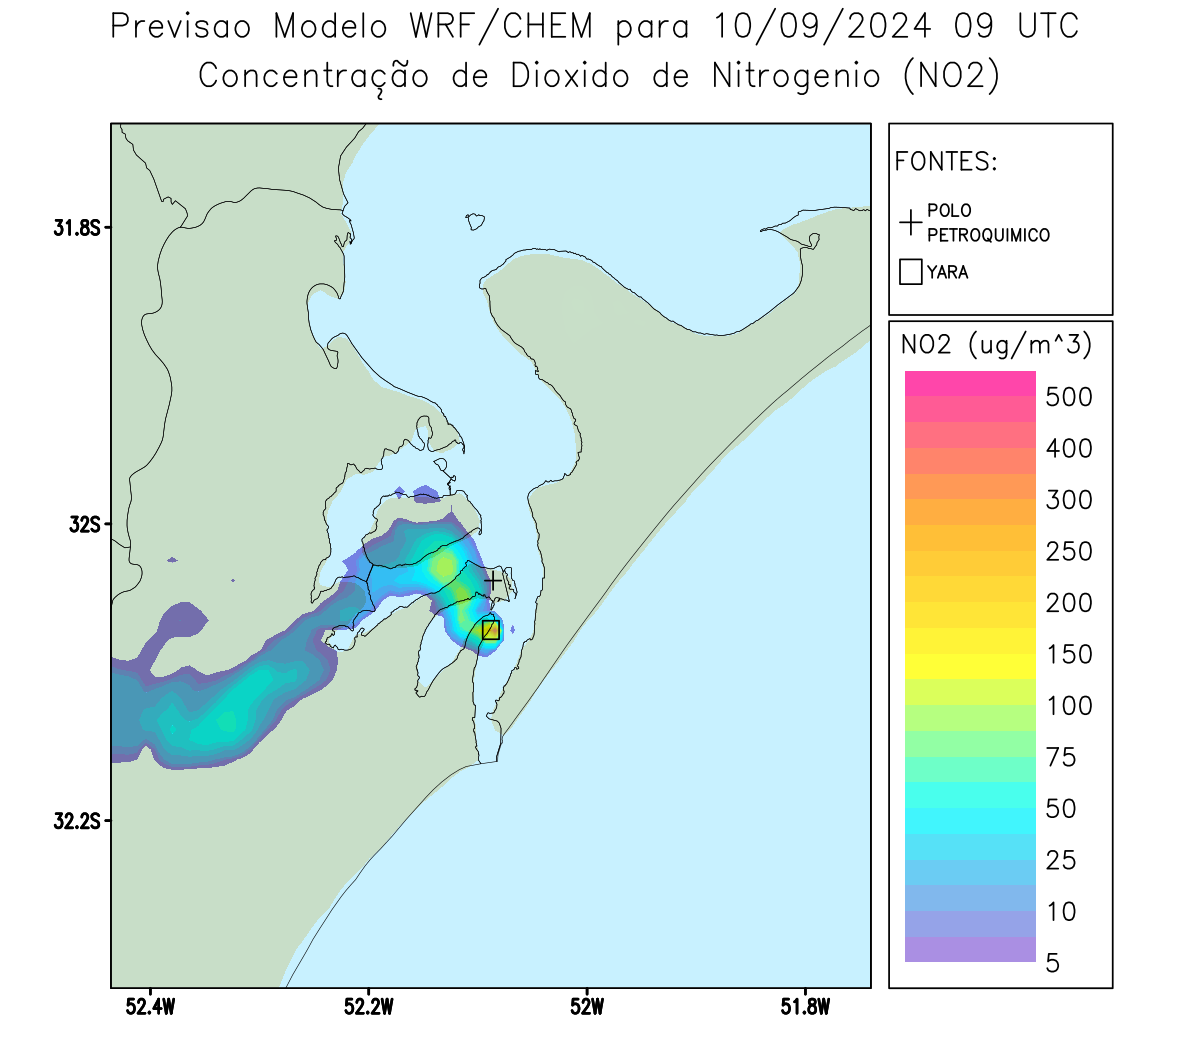 Previsao Modelo WRF/CHEM para 10/09/2024 09 UTC
Concentração de Dioxido de Nitrogenio (NO2)
FONTES:
POLO
PETROQUIMICO
YARA
NO2 (ug/m^3)
500
400
300
250
200
150
100
75
50
25
10
5
31.8S
32S
32.2S
52.4W 52.2W 52W 51.8W